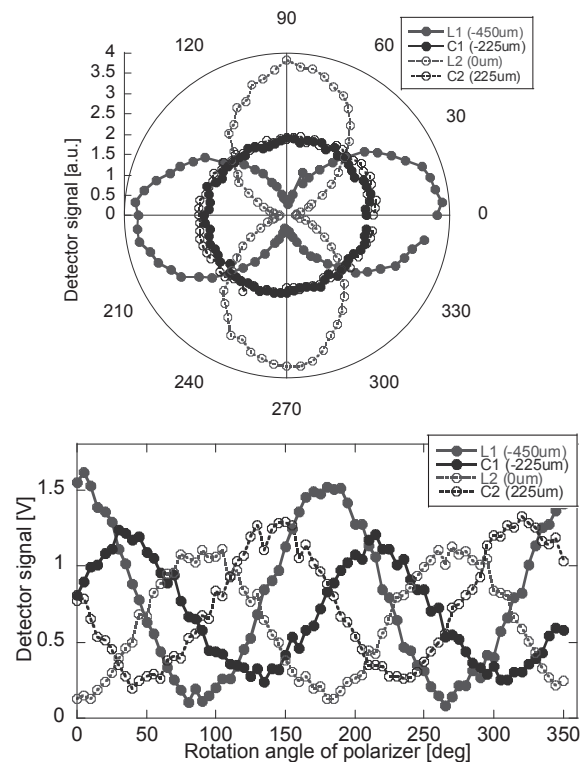 90
120
60
30
0
210
240
270
300
330
L1 (-450um)
C1 (-225um)
L2 (0um)
C2 (225um)
4
3.5
3
2.5
2
1.5
1
0.5
0
Detector signal [a.u.]
L1 (-450um)
C1 (-225um)
L2 (0um)
C2 (225um)
1.5
1
0.5
0
Detector signal [V]
0 50 100 150 200 250 300 350
Rotation angle of polarizer [deg]